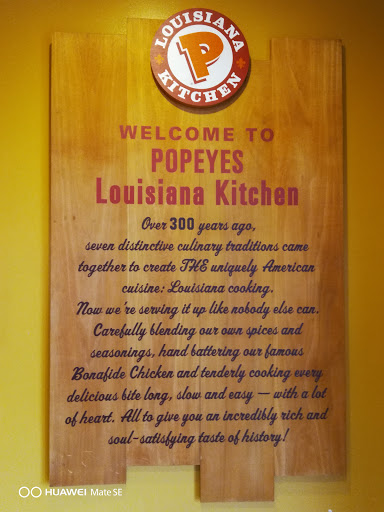 LOUISIANA
P
KITCHEN
WELCOME TO
POPEYES
Louisiana Kitchen
Over 300 years ago,
seven distinctive culinary traditions came
together to create THE uniquely American
cuisine: Louisiana cooking.
Now we're serving it up like nobody else can.
Carefully blending our own spices and
seasonings, hand battering our famous
Bonafide Chicken and tenderly cooking every
delicious bite long, slow and easy — with a lot
of heart. All to give you an incredibly rich and
soul-satisfying taste of history!
HUAWEI Mate SE